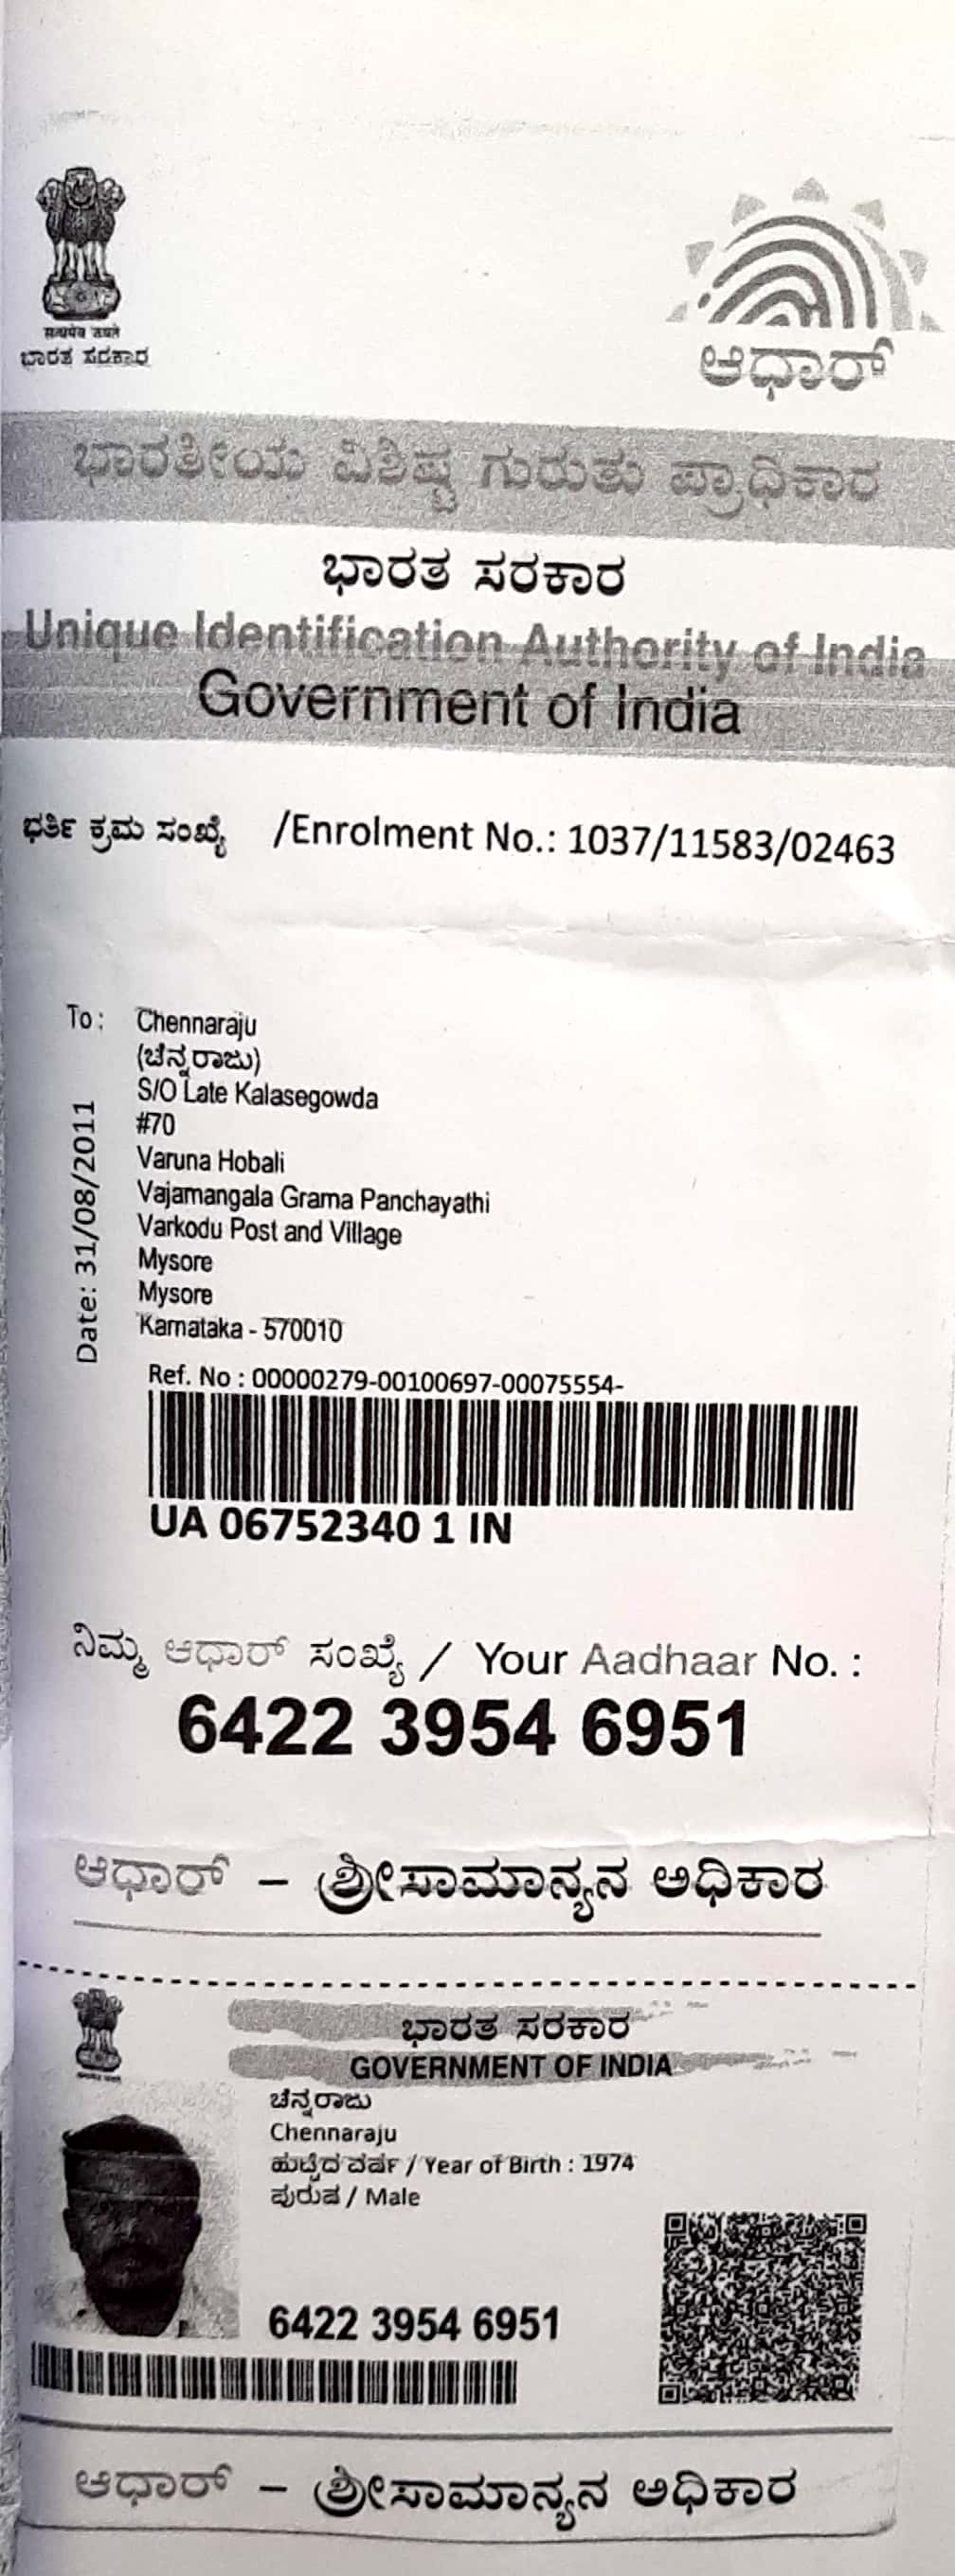 सत्यमेव जयते
ಭಾರತ ಸರಕಾರ
ಆಧಾರ್
ಭಾರತೀಯ ವಿಶಿಷ್ಟ ಗುರುತು ಪ್ರಾಧಿಕಾರ
ಭಾರತ ಸರಕಾರ
Unique Identification Authority of India
Government of India
ಭರ್ತಿ ಕ್ರಮ ಸಂಖ್ಯೆ /Enrolment No.: 1037/11583/02463
To: Chennaraju
(ಚೆನ್ನರಾಜು)
S/O Late Kalasegowda
#70
Varuna Hobali
Vajamangala Grama Panchayathi
Varkodu Post and Village
Mysore
Mysore
Karnataka - 570010
Date: 31/08/2011
Ref. No : 00000279-00100697-00075554-
UA 06752340 1 IN
ನಿಮ್ಮ ಆಧಾರ್ ಸಂಖ್ಯೆ / Your Aadhaar No. :
6422 3954 6951
ಆಧಾರ್ – ಶ್ರೀಸಾಮಾನ್ಯನ ಅಧಿಕಾರ
ಭಾರತ ಸರಕಾರ
GOVERNMENT OF INDIA
ಚೆನ್ನರಾಜು
Chennaraju
ಹುಟ್ಟಿದ ವರ್ಷ / Year of Birth : 1974
ಪುರುಷ / Male
6422 3954 6951
ಆಧಾರ್ – ಶ್ರೀಸಾಮಾನ್ಯನ ಅಧಿಕಾರ